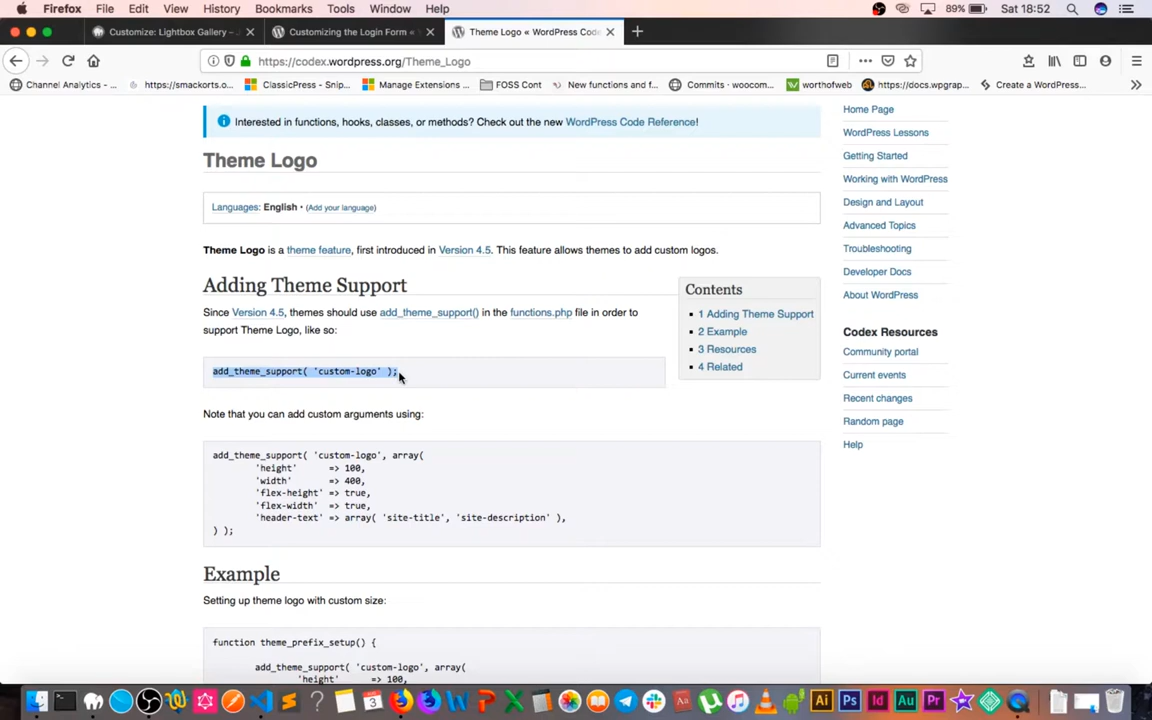 Firefox File Edit View History Bookmarks Tools Window Help 89% Sat 18:52
Customize: Lightbox Gallery –
Customizing the Login Form «
Theme Logo « WordPress Code
https://codex.wordpress.org/Theme_Logo
Channel Analytics - ...
https://smackorts.d...
ClassicPress - Snip...
Manage Extensions ...
FOSS Cont
New functions and f...
Commits · woocom...
worthofweb
https://docs.wpgrap...
Create a WordPress...
Interested in functions, hooks, classes, or methods? Check out the new WordPress Code Reference!
Theme Logo
Languages: English • (Add your language)
Theme Logo is a theme feature, first introduced in Version 4.5. This feature allows themes to add custom logos.
Adding Theme Support
Since Version 4.5, themes should use add_theme_support() in the functions.php file in order to
support Theme Logo, like so:
add_theme_support( 'custom-logo' );
Note that you can add custom arguments using:
add_theme_support( 'custom-logo', array(
'height' => 100,
'width' => 400,
'flex-height' => true,
'flex-width' => true,
'header-text' => array( 'site-title', 'site-description' ),
) );
Example
Setting up theme logo with custom size:
function theme_prefix_setup() {
add_theme_support( 'custom-logo', array(
'height' => 100,
Contents
1 Adding Theme Support
2 Example
3 Resources
4 Related
Home Page
WordPress Lessons
Getting Started
Working with WordPress
Design and Layout
Advanced Topics
Troubleshooting
Developer Docs
About WordPress
Codex Resources
Community portal
Current events
Recent changes
Random page
Help